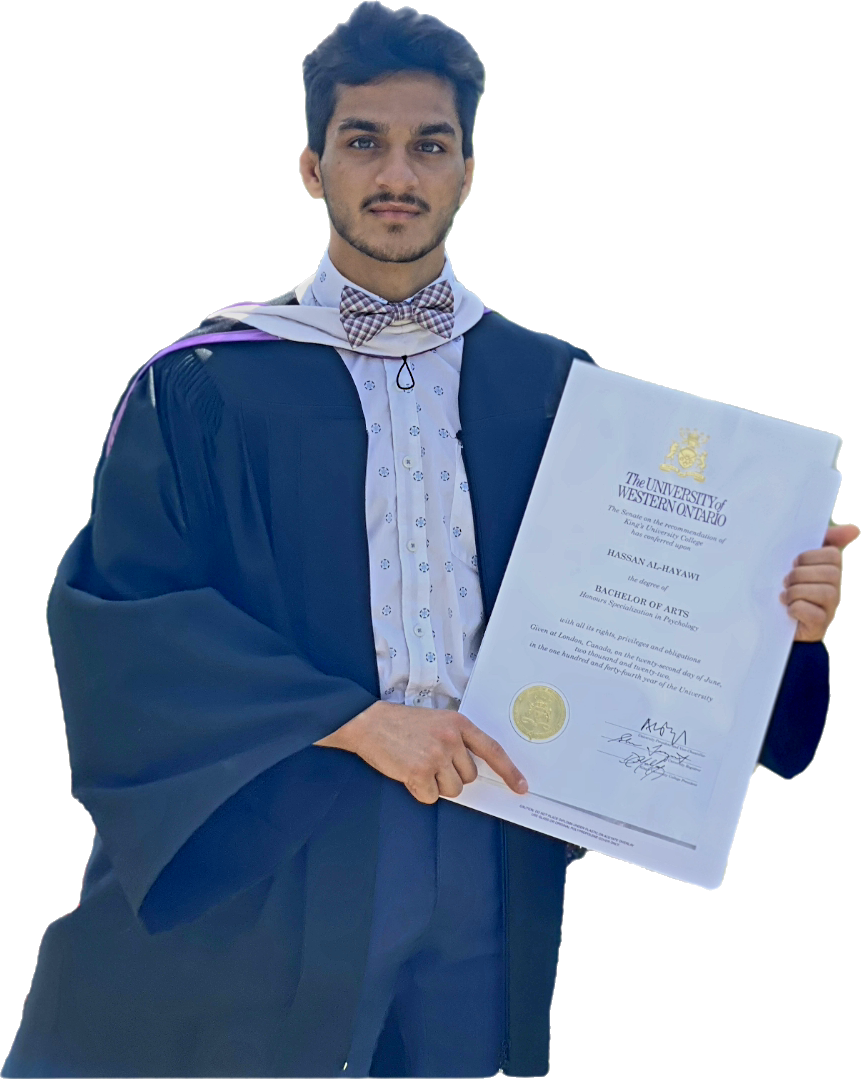 The UNIVERSITY of
WESTERN ONTARIO
The Senate on the recommendation of
King's University College
has conferred upon
HASSAN AL-HAYAWI
the degree of
BACHELOR OF ARTS
Honours Specialization in Psychology
with all its rights, privileges and obligations
Given at London, Canada, on the twenty-second day of June,
two thousand and twenty-two,
in the one hundred and forty-fourth year of the University